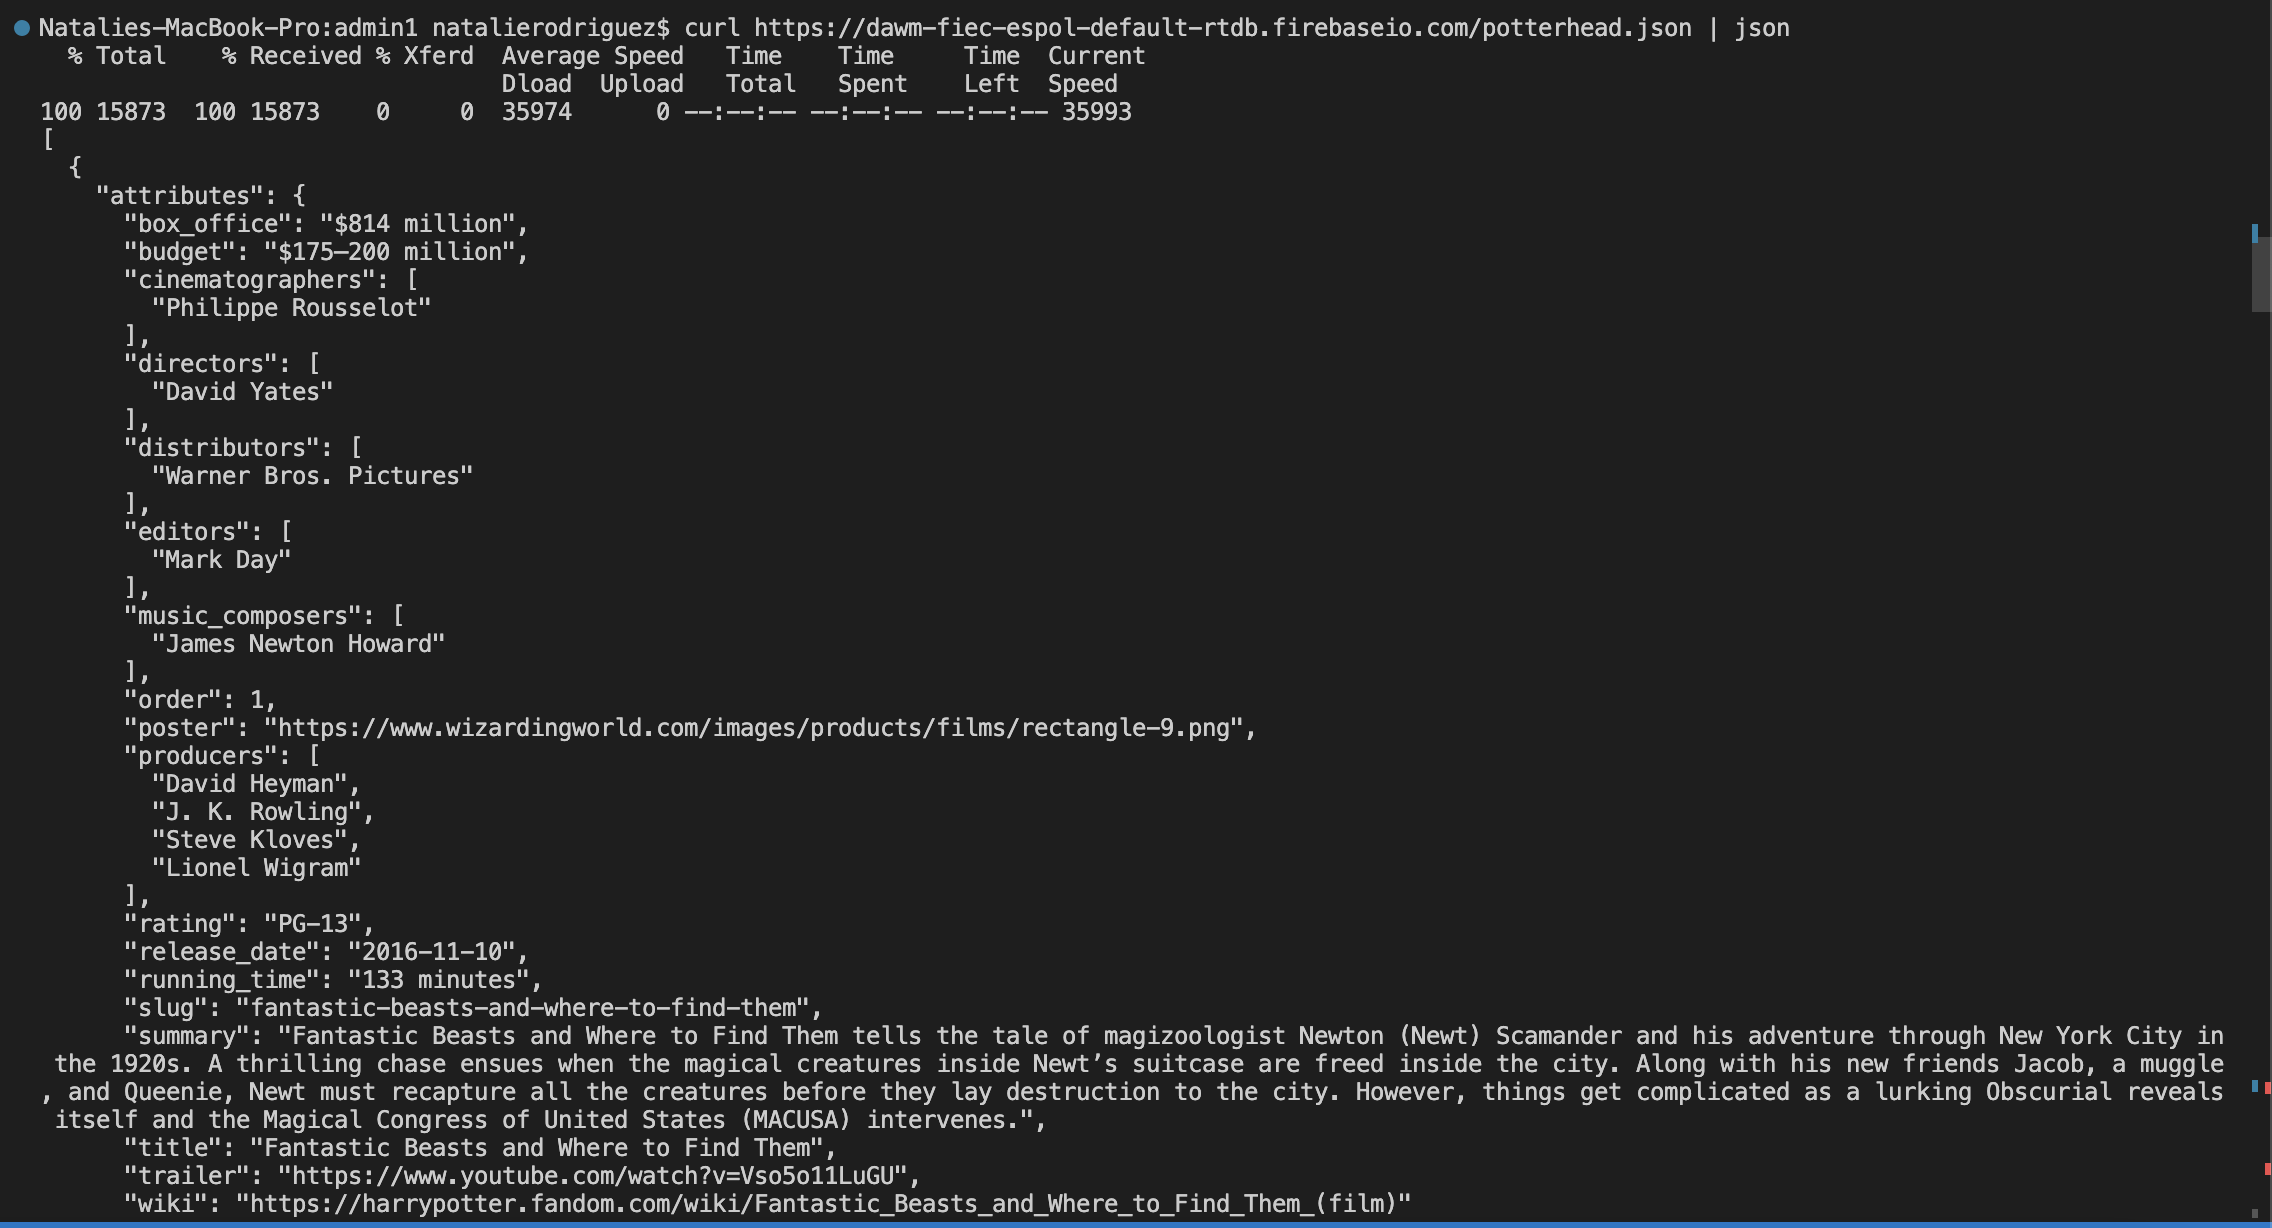 Natalies-MacBook-Pro:admin1 natalierodriguez$ curl https://dawm-fiec-espol-default-rtdb.firebaseio.com/potterhead.json | json
  % Total    % Received % Xferd  Average Speed   Time    Time     Time  Current
                                 Dload  Upload   Total   Spent    Left  Speed
100 15873  100 15873    0     0  35974      0 --:--:-- --:--:-- --:--:-- 35993
[
  {
    "attributes": {
      "box_office": "$814 million",
      "budget": "$175–200 million",
      "cinematographers": [
        "Philippe Rousselot"
      ],
      "directors": [
        "David Yates"
      ],
      "distributors": [
        "Warner Bros. Pictures"
      ],
      "editors": [
        "Mark Day"
      ],
      "music_composers": [
        "James Newton Howard"
      ],
      "order": 1,
      "poster": "https://www.wizardingworld.com/images/products/films/rectangle-9.png",
      "producers": [
        "David Heyman",
        "J. K. Rowling",
        "Steve Kloves",
        "Lionel Wigram"
      ],
      "rating": "PG-13",
      "release_date": "2016-11-10",
      "running_time": "133 minutes",
      "slug": "fantastic-beasts-and-where-to-find-them",
      "summary": "Fantastic Beasts and Where to Find Them tells the tale of magizoologist Newton (Newt) Scamander and his adventure through New York City in
 the 1920s. A thrilling chase ensues when the magical creatures inside Newt’s suitcase are freed inside the city. Along with his new friends Jacob, a muggle
, and Queenie, Newt must recapture all the creatures before they lay destruction to the city. However, things get complicated as a lurking Obscurial reveals
 itself and the Magical Congress of United States (MACUSA) intervenes.",
      "title": "Fantastic Beasts and Where to Find Them",
      "trailer": "https://www.youtube.com/watch?v=Vso5o11LuGU",
      "wiki": "https://harrypotter.fandom.com/wiki/Fantastic_Beasts_and_Where_to_Find_Them_(film)"